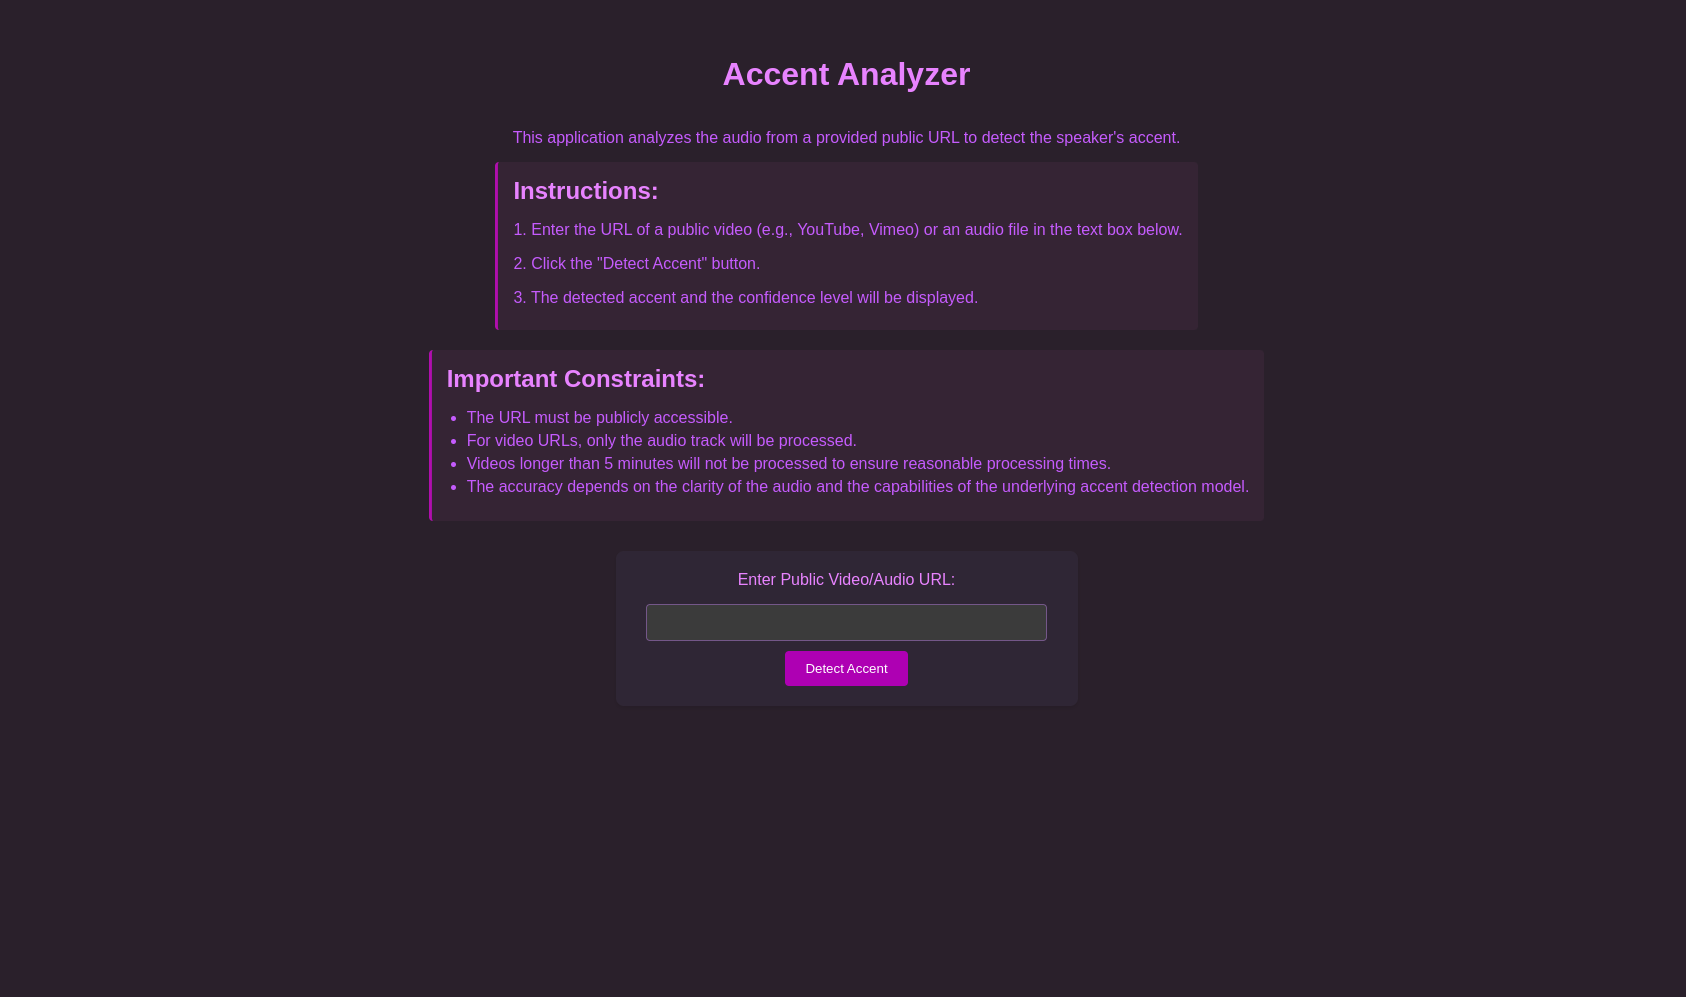 Accent Analyzer
This application analyzes the audio from a provided public URL to detect the speaker's accent.
Instructions:
1. Enter the URL of a public video (e.g., YouTube, Vimeo) or an audio file in the text box below.
2. Click the "Detect Accent" button.
3. The detected accent and the confidence level will be displayed.
Important Constraints:
• The URL must be publicly accessible.
• For video URLs, only the audio track will be processed.
• Videos longer than 5 minutes will not be processed to ensure reasonable processing times.
• The accuracy depends on the clarity of the audio and the capabilities of the underlying accent detection model.
Enter Public Video/Audio URL:
Detect Accent